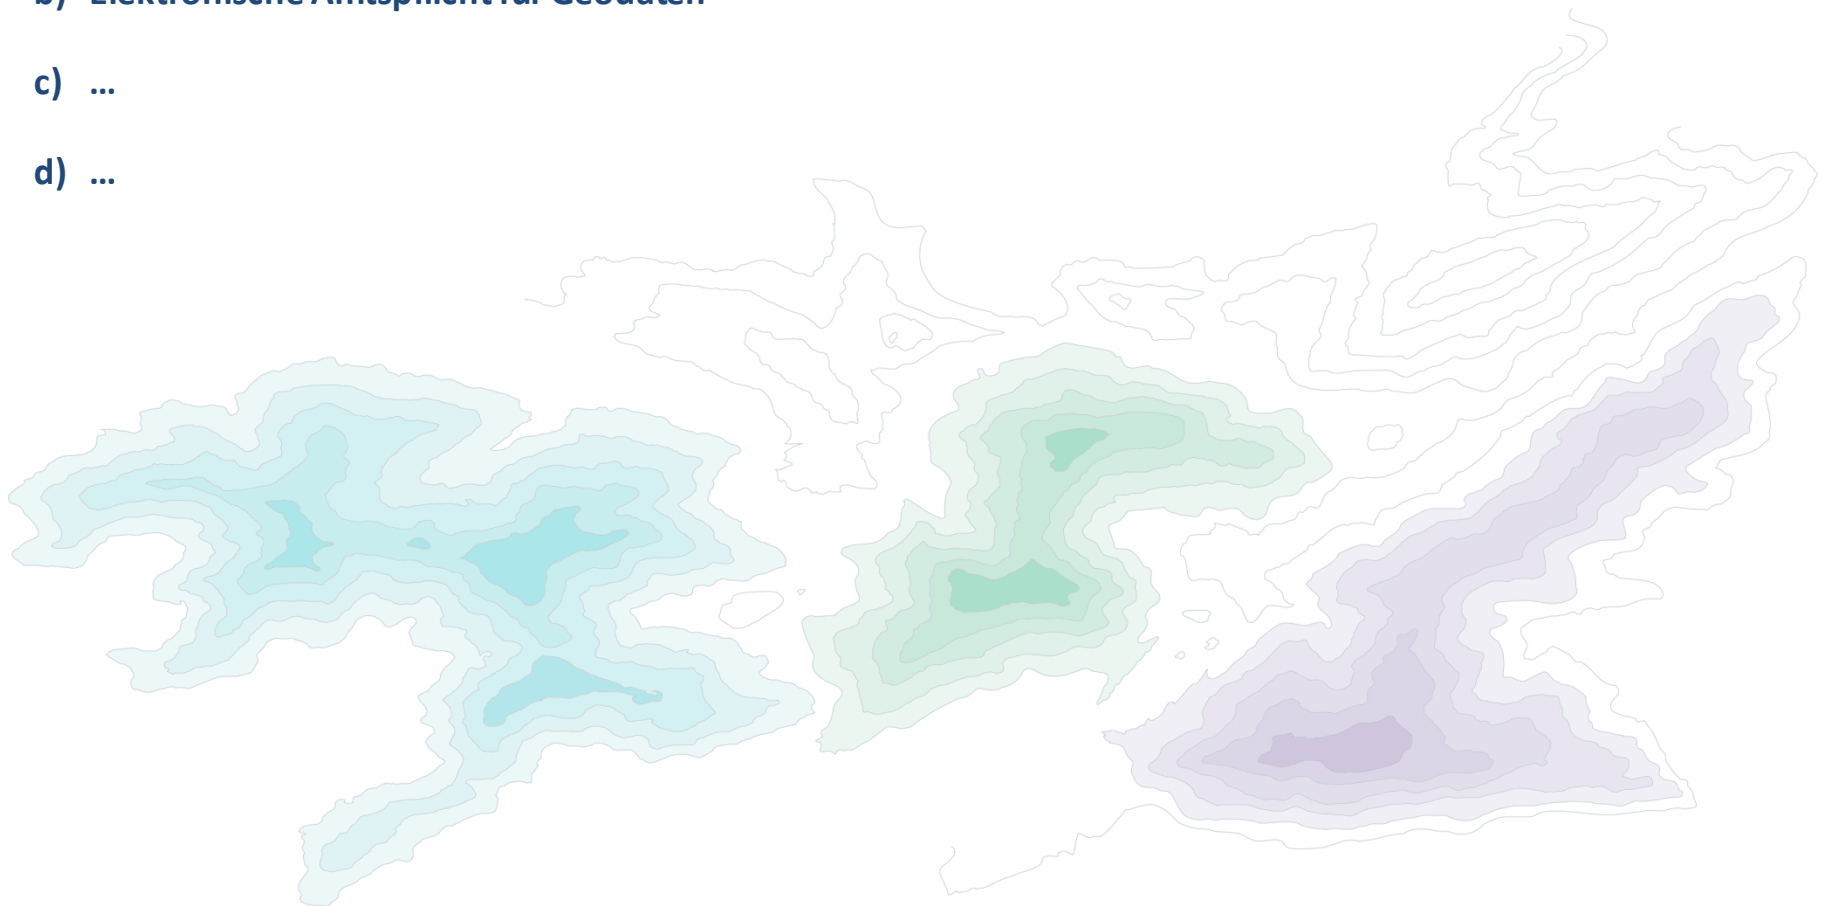 b) Elektronische Amtspflicht für Geodaten
c) ...
d) ...